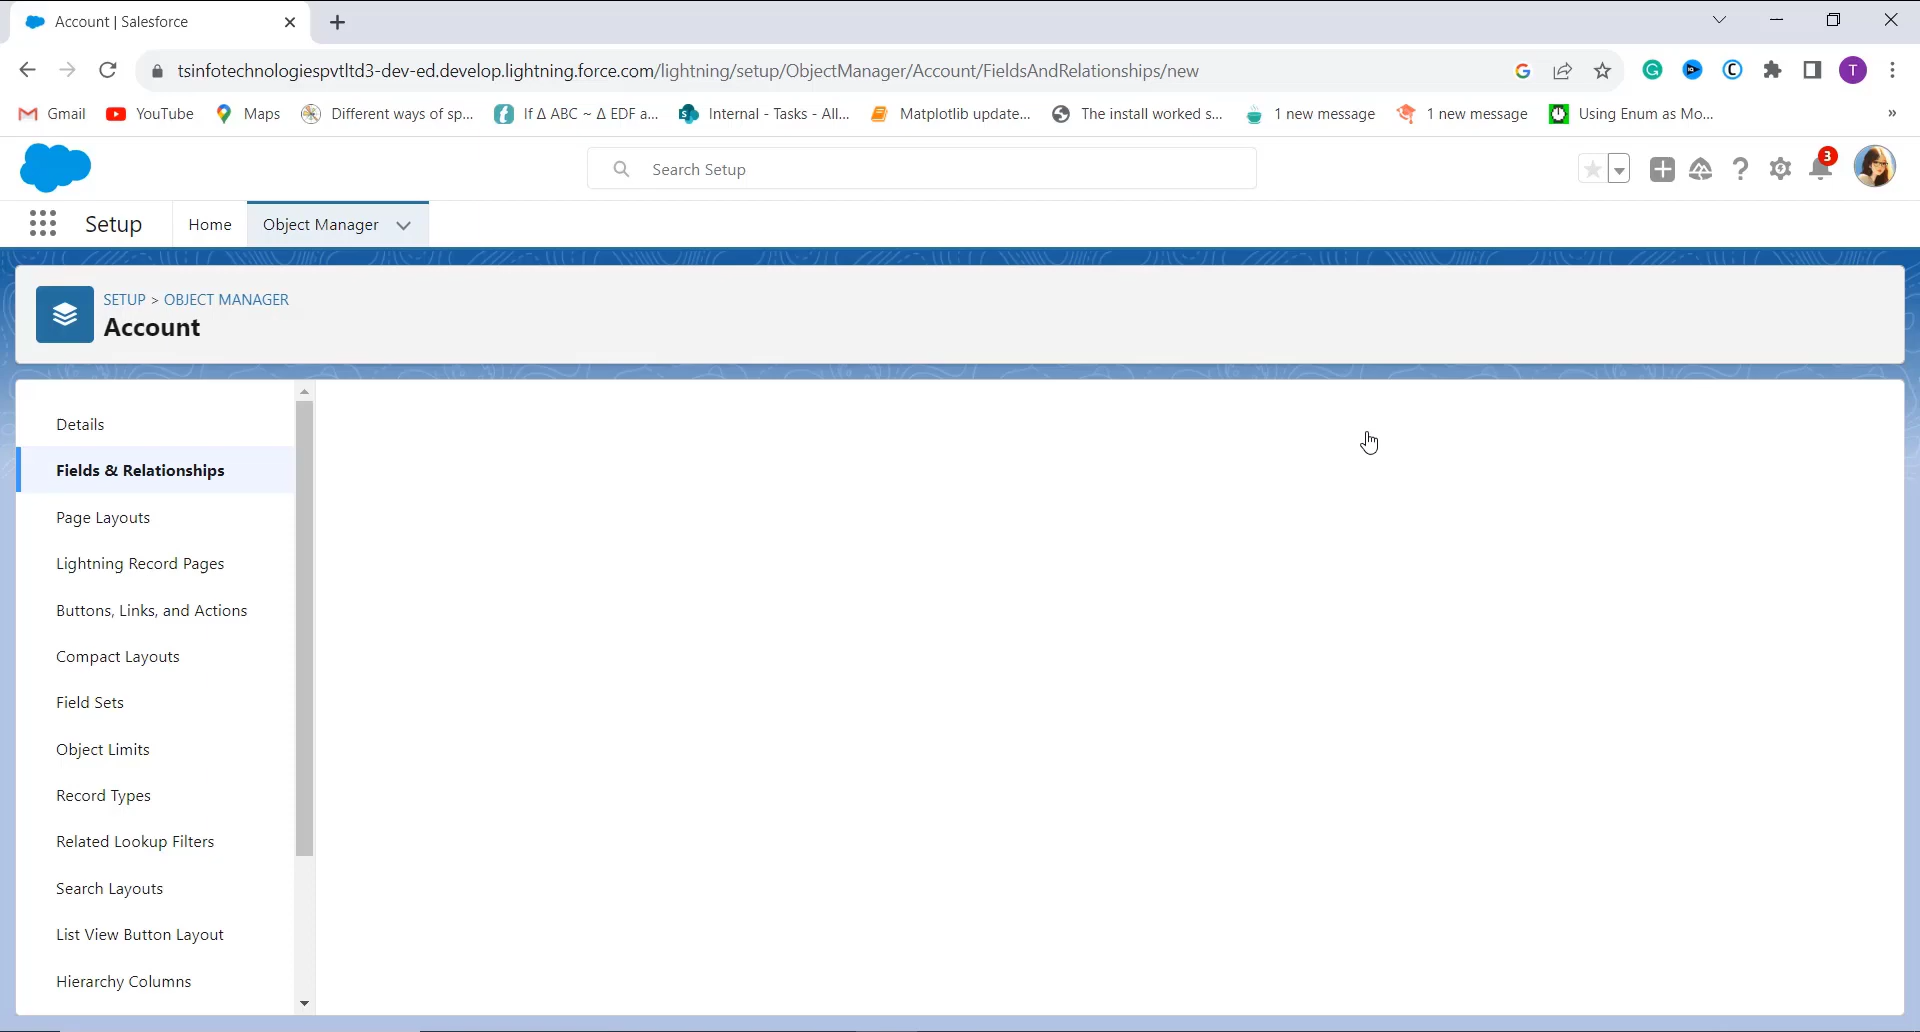 Account | Salesforce
tsinfotechnologiespvtltd3-dev-ed.develop.lightning.force.com/lightning/setup/ObjectManager/Account/FieldsAndRelationships/new
T
Gmail YouTube Maps Different ways of sp... If Δ ABC ~ Δ EDF a... Internal - Tasks - All... Matplotlib update... The install worked s... 1 new message 1 new message Using Enum as Mo... »
Search Setup
3
Setup Home Object Manager
SETUP > OBJECT MANAGER
Account
Details
Fields & Relationships
Page Layouts
Lightning Record Pages
Buttons, Links, and Actions
Compact Layouts
Field Sets
Object Limits
Record Types
Related Lookup Filters
Search Layouts
List View Button Layout
Hierarchy Columns